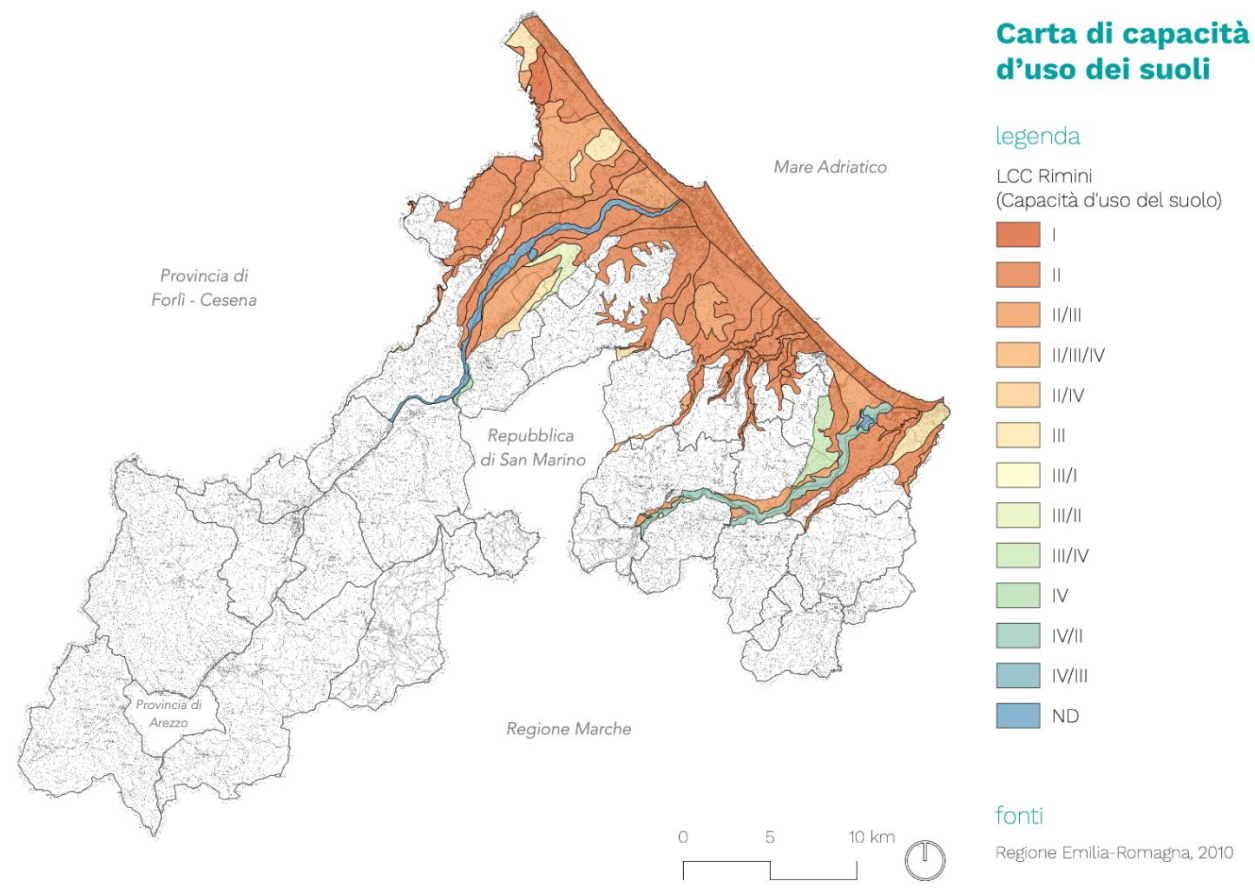 Carta di capacità
d'uso dei suoli
legenda
LCC Rimini
(Capacità d'uso del suolo)
I
II
II/III
II/III/IV
II/IV
III
III/I
III/II
III/IV
IV
IV/II
IV/III
ND
fonti
Regione Emilia-Romagna, 2010
Mare Adriatico
Provincia di
Forlì - Cesena
Repubblica
di San Marino
Provincia di
Arezzo
Regione Marche
0 5 10 km